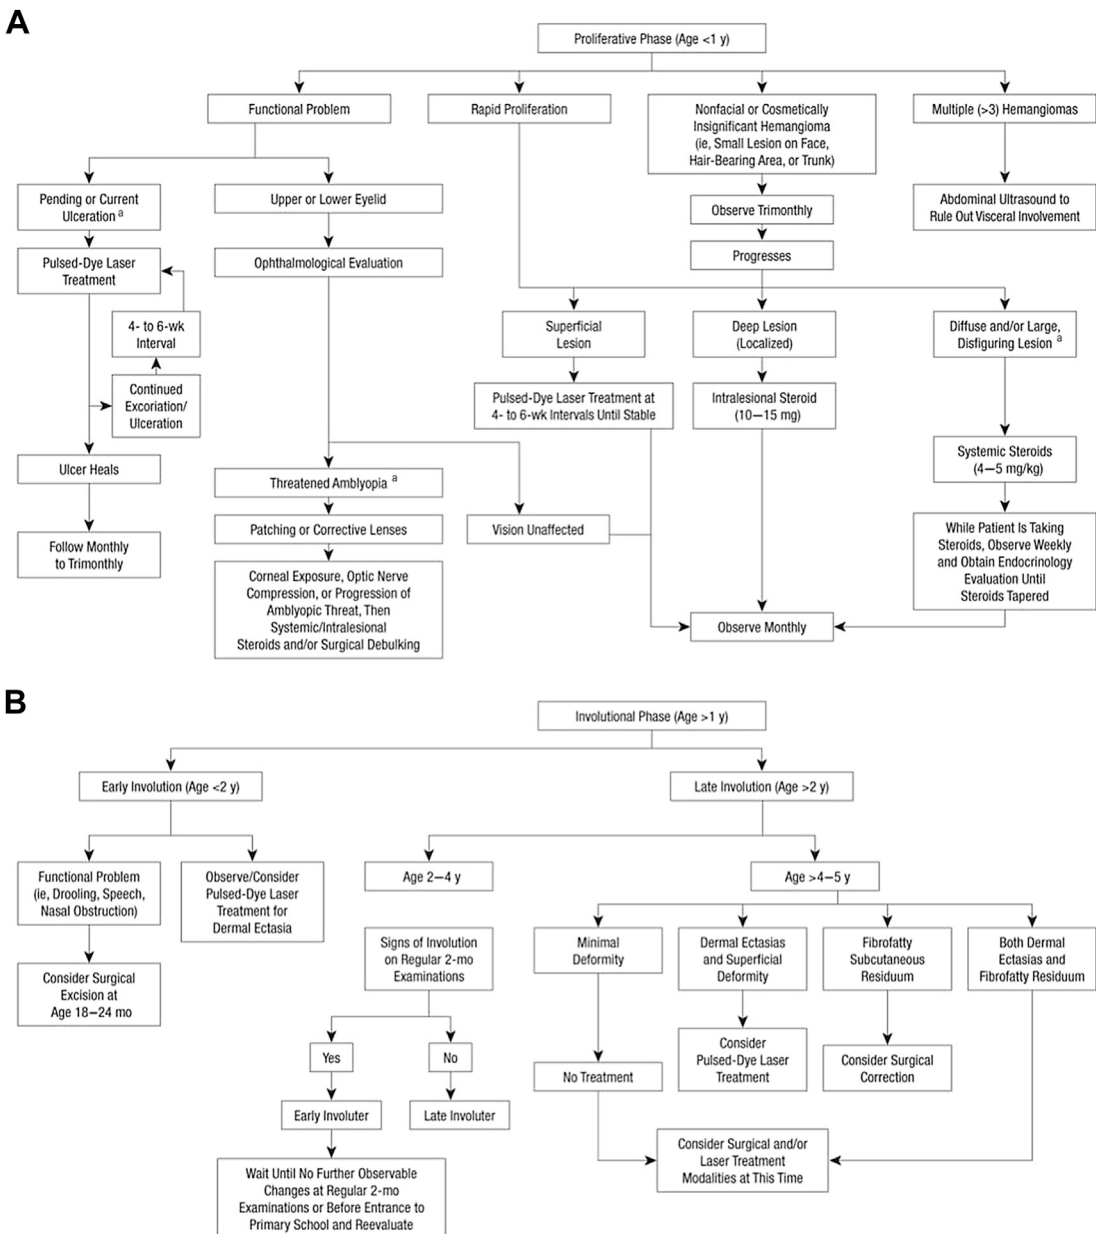 A
Proliferative Phase (Age <1 y)
Functional Problem
Rapid Proliferation
Nonfacial or Cosmetically
Insignificant Hemangioma
(ie, Small Lesion on Face,
Hair-Bearing Area, or Trunk)
Multiple (>3) Hemangiomas
Pending or Current
Ulceration a
Upper or Lower Eyelid
Observe Trimonthly
Abdominal Ultrasound to
Rule Out Visceral Involvement
Pulsed-Dye Laser
Treatment
Ophthalmological Evaluation
Progresses
4- to 6-wk
Interval
Superficial
Lesion
Deep Lesion
(Localized)
Diffuse and/or Large,
Disfiguring Lesion a
Continued
Excoriation/
Ulceration
Pulsed-Dye Laser Treatment at
4- to 6-wk Intervals Until Stable
Intralesional Steroid
(10–15 mg)
Ulcer Heals
Threatened Amblyopia a
Systemic Steroids
(4–5 mg/kg)
Follow Monthly
to Trimonthly
Patching or Corrective Lenses
Vision Unaffected
While Patient Is Taking
Steroids, Observe Weekly
and Obtain Endocrinology
Evaluation Until
Steroids Tapered
Corneal Exposure, Optic Nerve
Compression, or Progression of
Amblyopic Threat, Then
Systemic/Intralesional
Steroids and/or Surgical Debulking
Observe Monthly
B
Involutional Phase (Age >1 y)
Early Involution (Age <2 y)
Late Involution (Age >2 y)
Functional Problem
(ie, Drooling, Speech,
Nasal Obstruction)
Observe/Consider
Pulsed-Dye Laser
Treatment for
Dermal Ectasia
Age 2–4 y
Age >4–5 y
Consider Surgical
Excision at
Age 18–24 mo
Signs of Involution
on Regular 2-mo
Examinations
Minimal
Deformity
Dermal Ectasias
and Superficial
Deformity
Fibrofatty
Subcutaneous
Residuum
Both Dermal
Ectasias and
Fibrofatty Residuum
Yes
No
No Treatment
Consider
Pulsed-Dye Laser
Treatment
Consider Surgical
Correction
Early Involuter
Late Involuter
Wait Until No Further Observable
Changes at Regular 2-mo
Examinations or Before Entrance to
Primary School and Reevaluate
Consider Surgical and/or
Laser Treatment
Modalities at This Time